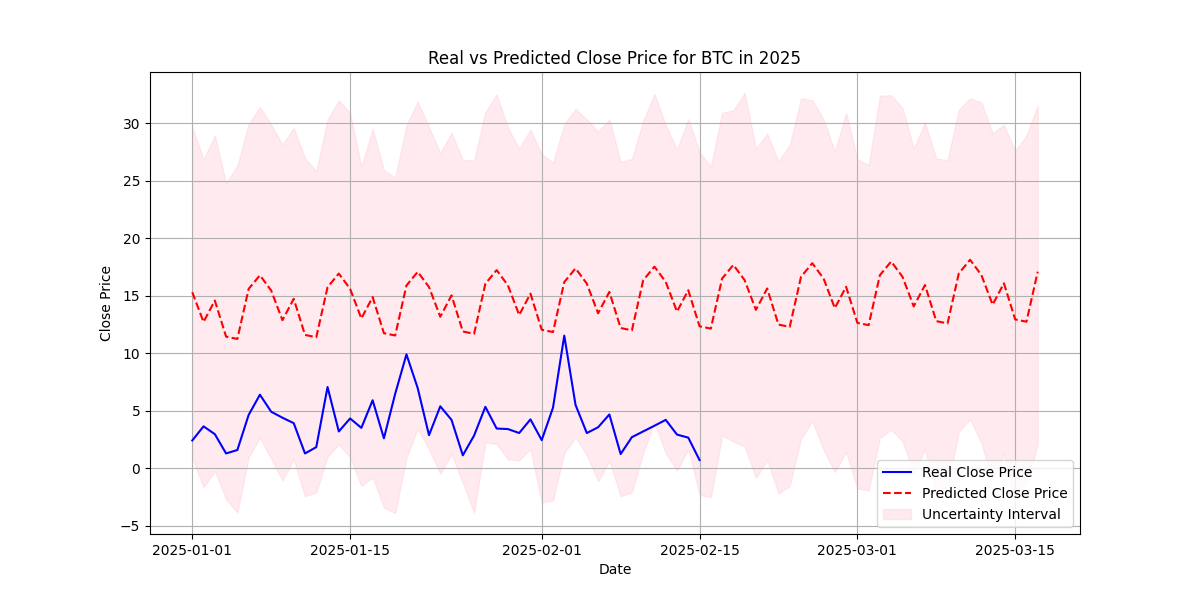 Real vs Predicted Close Price for BTC in 2025
Close Price
30
25
20
15
10
5
0
−5
2025-01-01 2025-01-15 2025-02-01 2025-02-15 2025-03-01 2025-03-15
Date
Real Close Price
Predicted Close Price
Uncertainty Interval